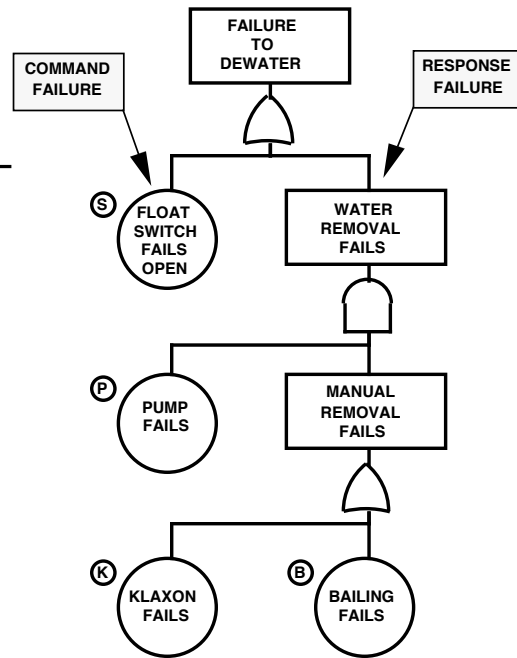 FAILURE
TO
DEWATER
COMMAND
FAILURE
RESPONSE
FAILURE
S
FLOAT
SWITCH
FAILS
OPEN
WATER
REMOVAL
FAILS
P
PUMP
FAILS
MANUAL
REMOVAL
FAILS
K
KLAXON
FAILS
B
BAILING
FAILS